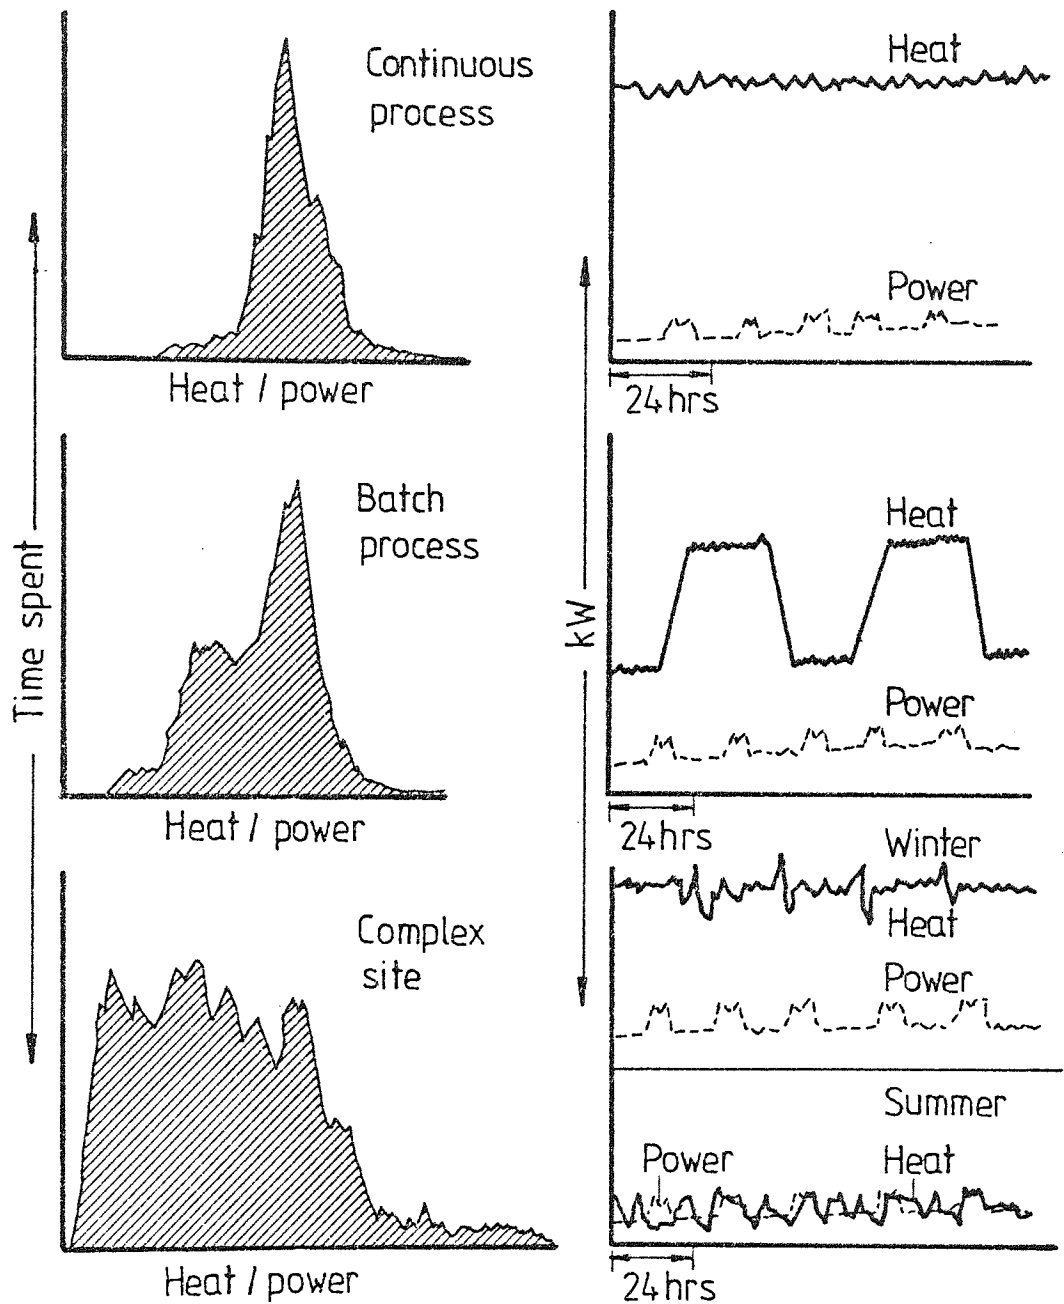 Continuous
process
Heat
Power
Heat / power
24hrs
Time spent
kW
Batch
process
Heat
Power
Heat / power
24hrs
Complex
site
Winter
Heat
Power
Summer
Power
Heat
Heat / power
24hrs